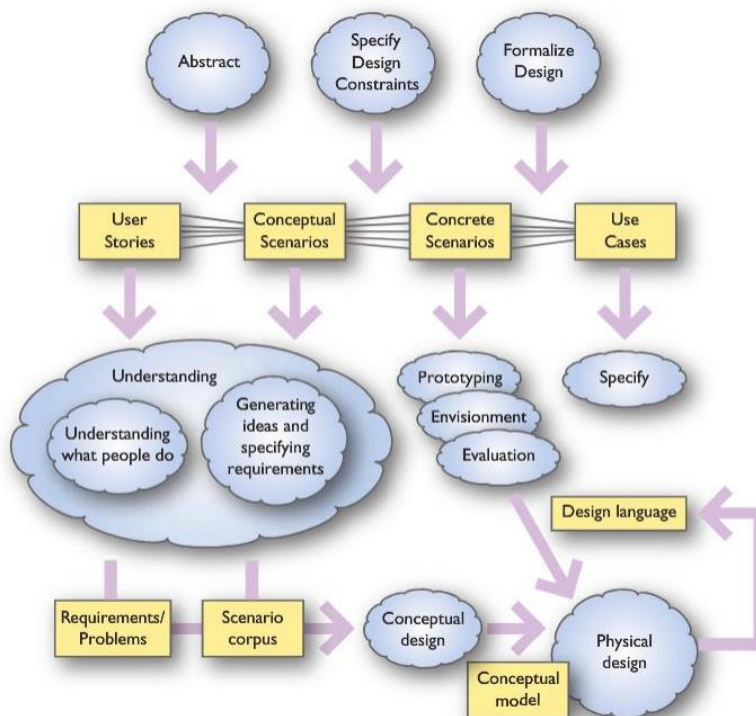 Abstract
Specify
Design
Constraints
Formalize
Design
User
Stories
Conceptual
Scenarios
Concrete
Scenarios
Use
Cases
Understanding
Understanding
what people do
Generating
ideas and
specifying
requirements
Prototyping
Envisionment
Evaluation
Specify
Design language
Requirements/
Problems
Scenario
corpus
Conceptual
design
Physical
design
Conceptual
model